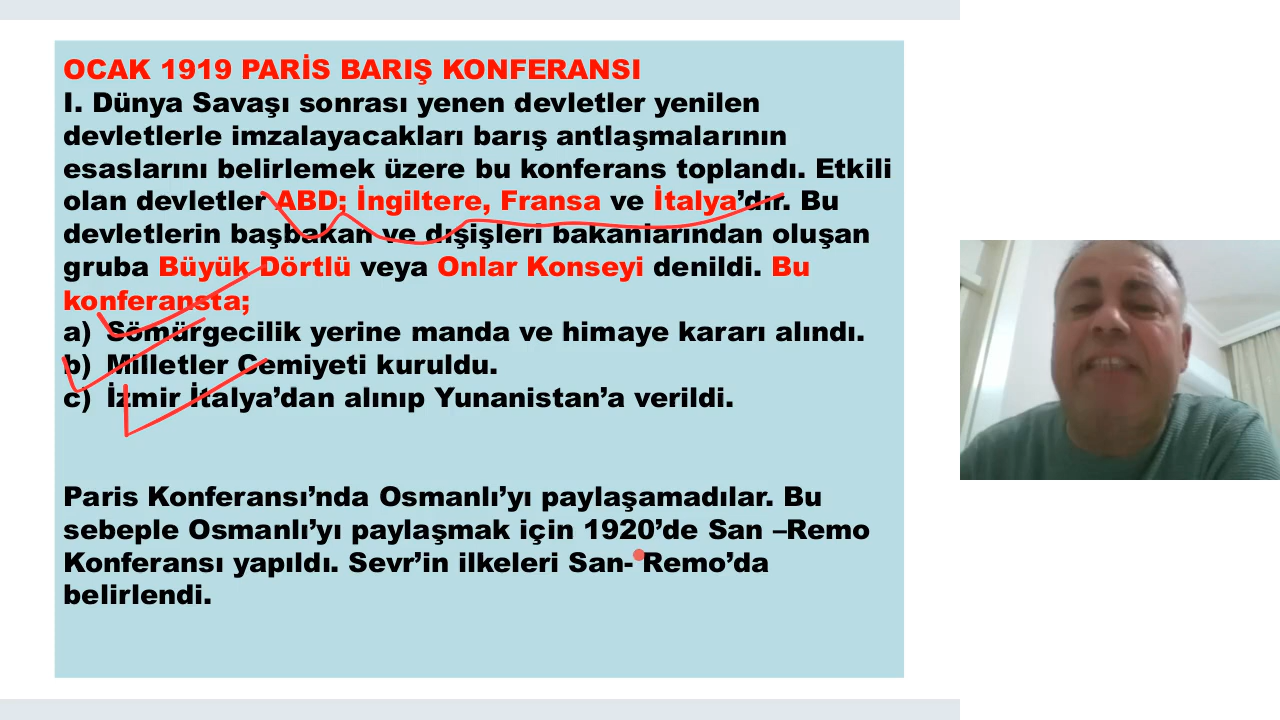 OCAK 1919 PARİS BARIŞ KONFERANSI
I. Dünya Savaşı sonrası yenen devletler yenilen
devletlerle imzalayacakları barış antlaşmalarının
esaslarını belirlemek üzere bu konferans toplandı. Etkili
olan devletler ABD; İngiltere, Fransa ve İtalya’dır. Bu
devletlerin başbakan ve dışişleri bakanlarından oluşan
gruba Büyük Dörtlü veya Onlar Konseyi denildi. Bu
konferansta;
a) Sömürgecilik yerine manda ve himaye kararı alındı.
b) Milletler Cemiyeti kuruldu.
c) İzmir İtalya’dan alınıp Yunanistan’a verildi.
Paris Konferansı’nda Osmanlı’yı paylaşamadılar. Bu
sebeple Osmanlı’yı paylaşmak için 1920’de San –Remo
Konferansı yapıldı. Sevr’in ilkeleri San- Remo’da
belirlendi.